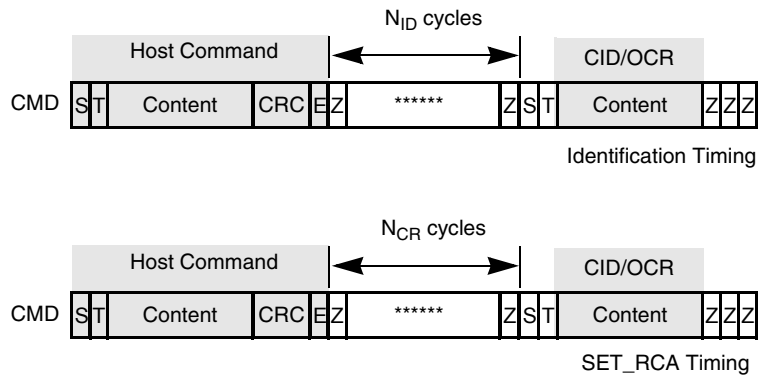 N_ID cycles
Host Command CID/OCR
CMD S T Content CRC E Z ****** Z S T Content Z Z Z
Identification Timing
N_CR cycles
Host Command CID/OCR
CMD S T Content CRC E Z ****** Z S T Content Z Z Z
SET_RCA Timing